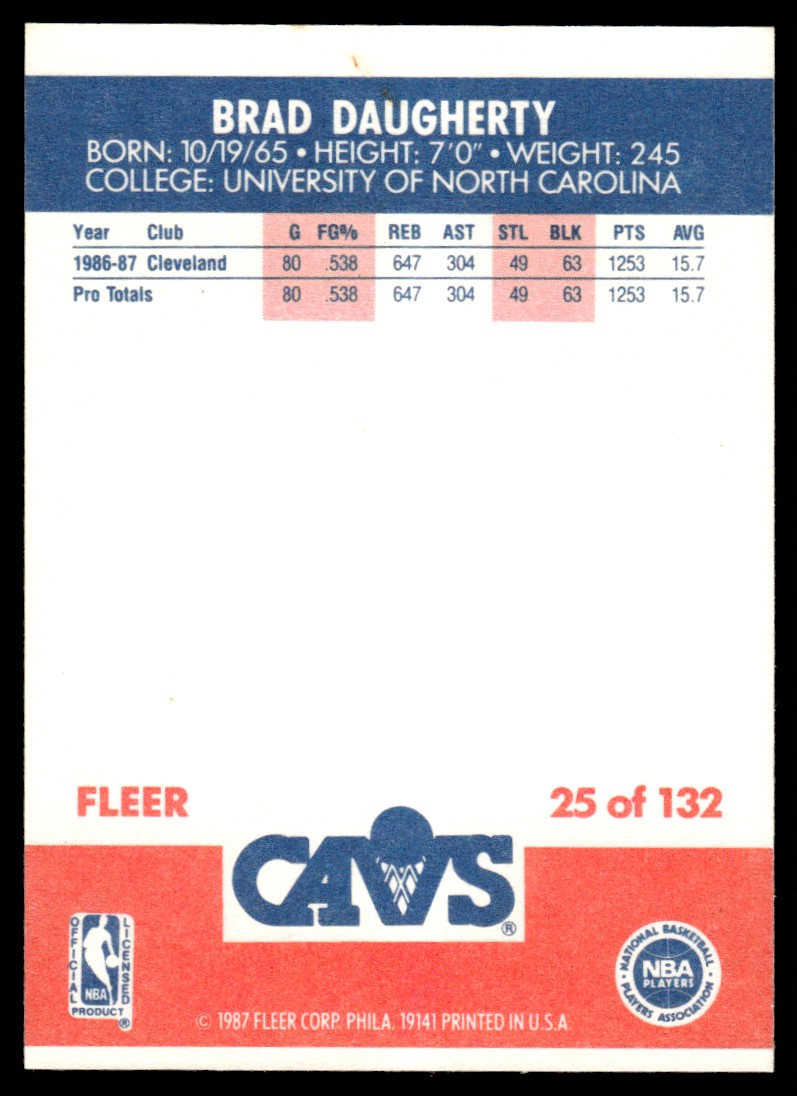 BRAD DAUGHERTY
BORN: 10/19/65 • HEIGHT: 7'0" • WEIGHT: 245
COLLEGE: UNIVERSITY OF NORTH CAROLINA
Year Club G FG% REB AST STL BLK PTS AVG
1986-87 Cleveland 80 .538 647 304 49 63 1253 15.7
Pro Totals 80 .538 647 304 49 63 1253 15.7
FLEER 25 of 132
CAVS ®
OFFICIAL LICENSED
NBA
PRODUCT ®
• NATIONAL BASKETBALL •
NBA
PLAYERS
PLAYERS ASSOCIATION
© 1987 FLEER CORP. PHILA. 19141 PRINTED IN U.S.A.